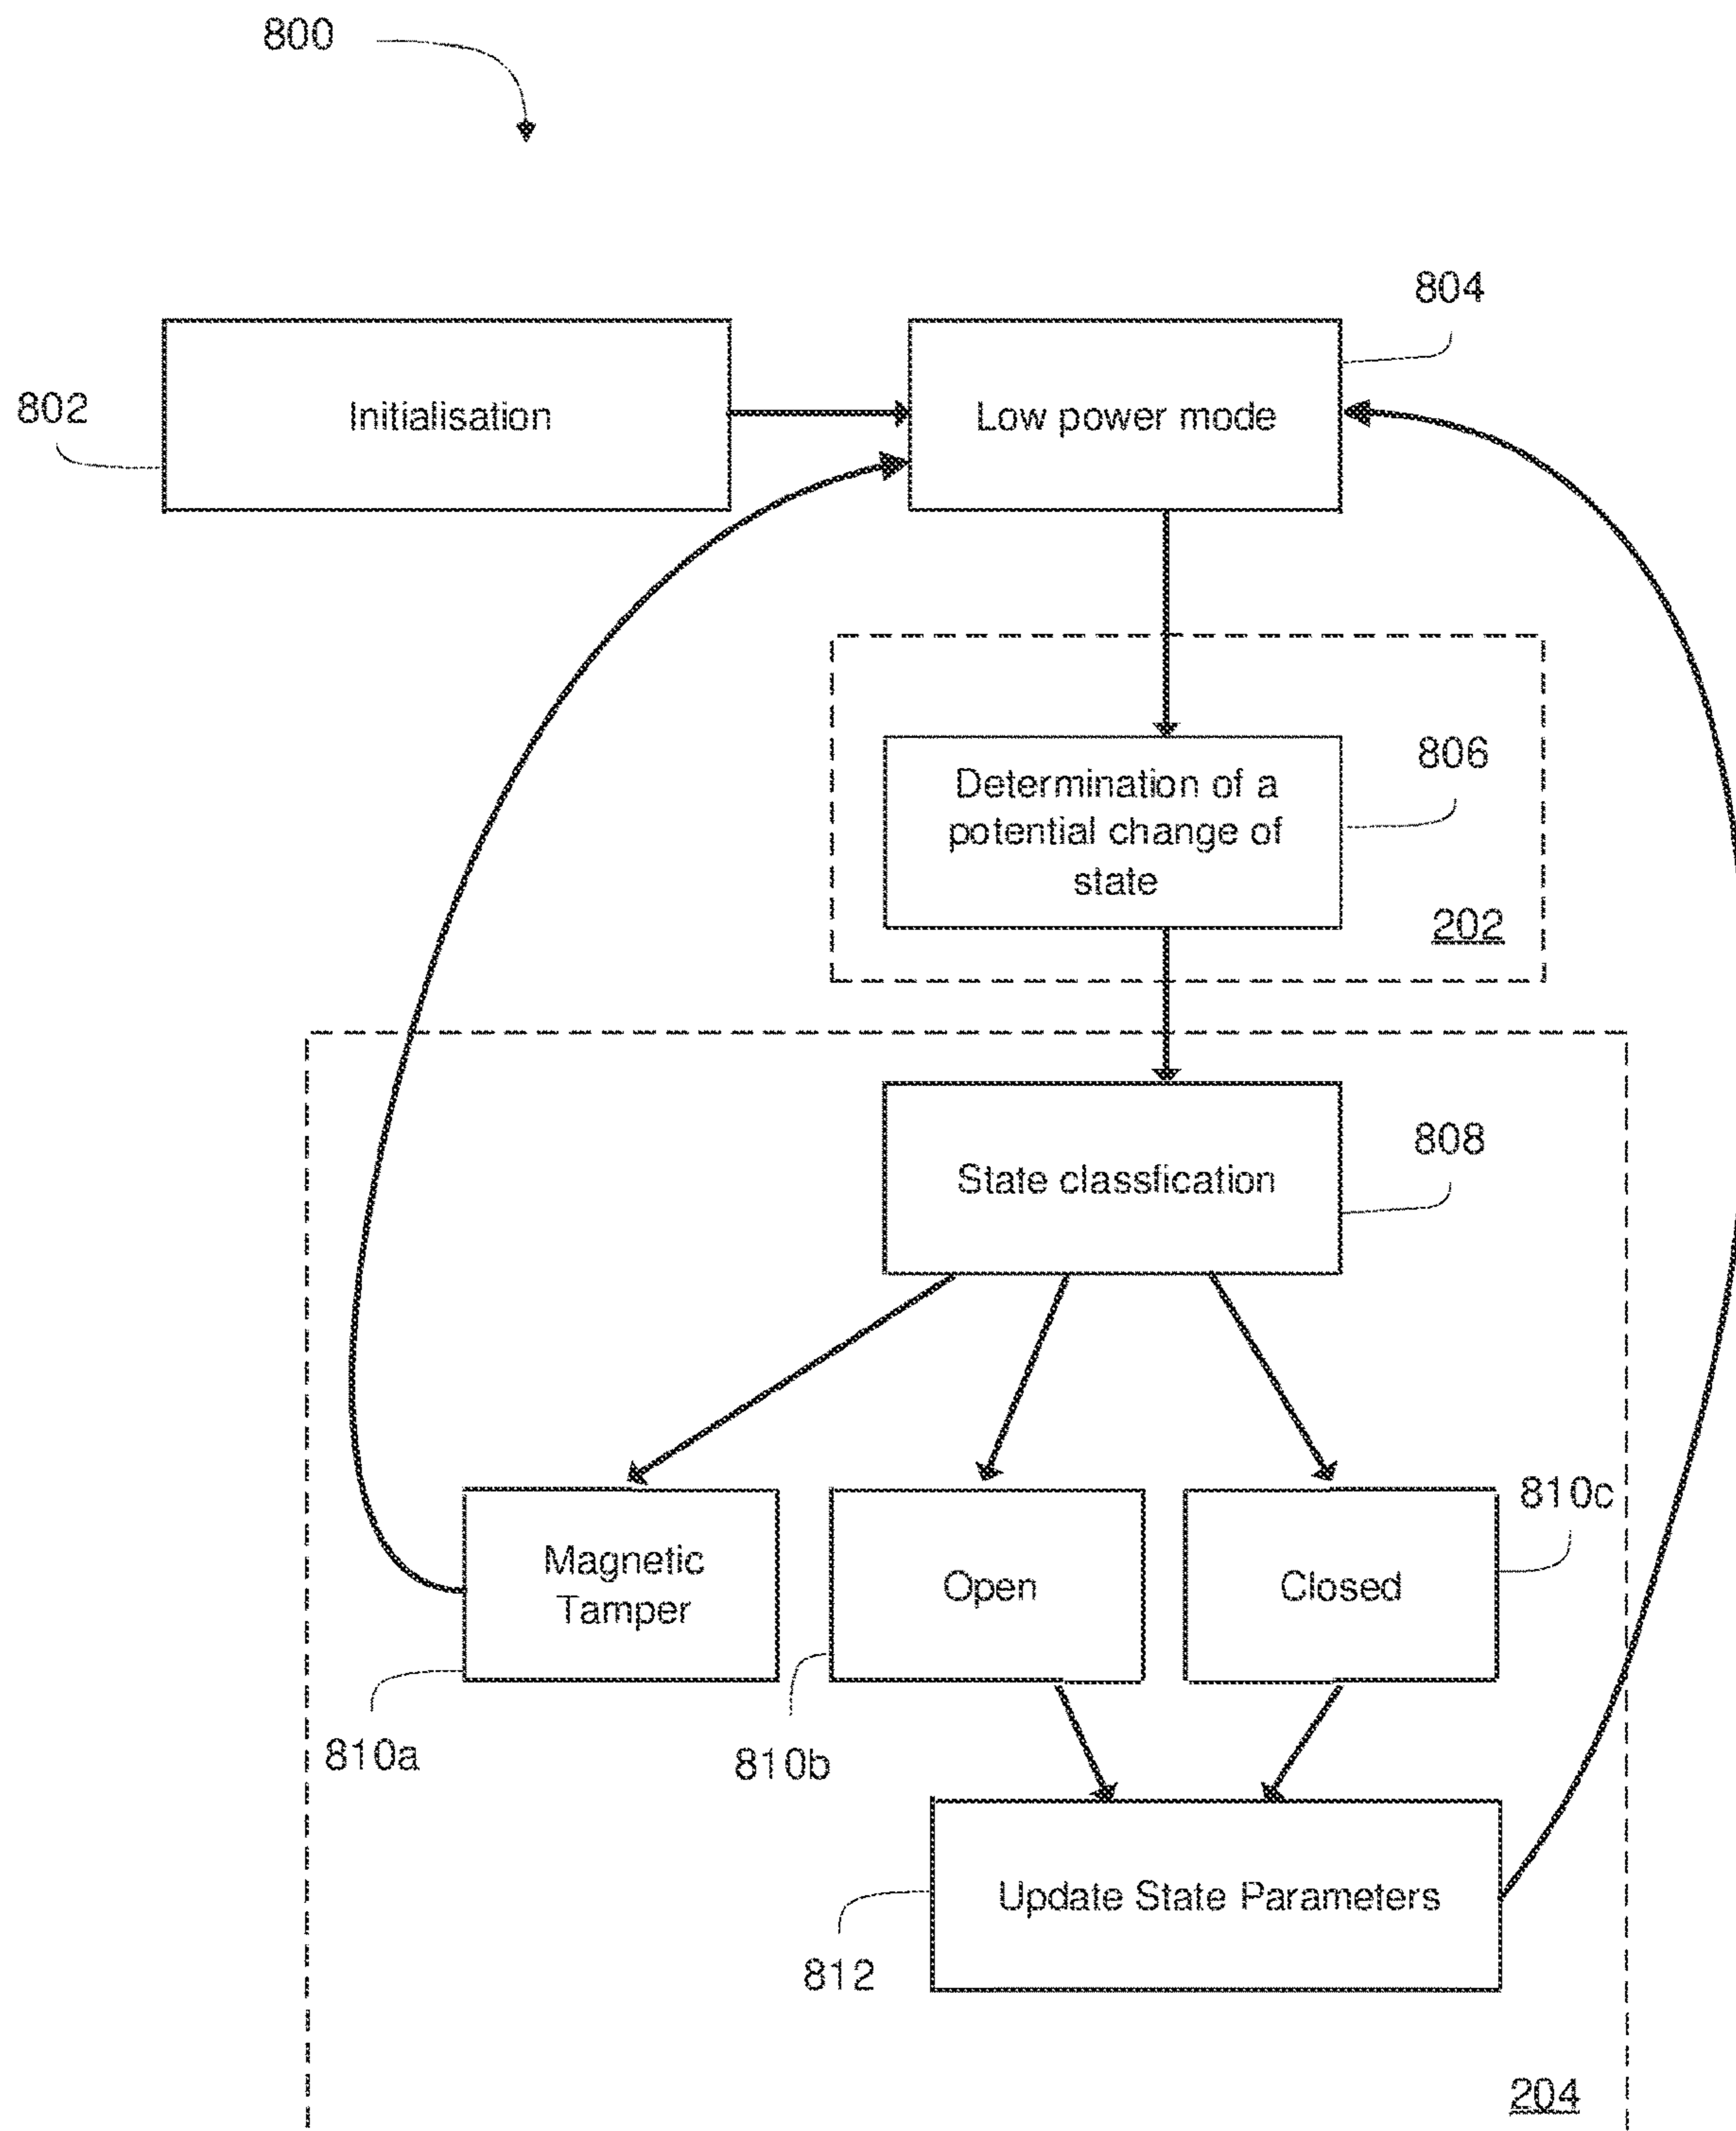 800
804
802
Initialisation
Low power mode
806
Determination of a
potential change of
state
202
808
State classfication
810c
Magnetic
Tamper
Open
Closed
810a
810b
Update State Parameters
812
204